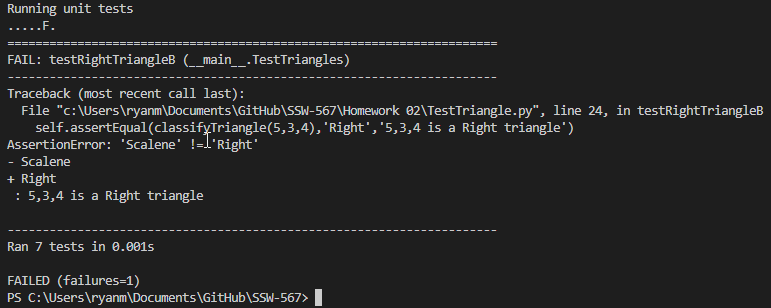 Running unit tests
.....F.
======================================================================
FAIL: testRightTriangleB (__main__.TestTriangles)
----------------------------------------------------------------------
Traceback (most recent call last):
  File "c:\Users\ryanm\Documents\GitHub\SSW-567\Homework 02\TestTriangle.py", line 24, in testRightTriangleB
    self.assertEqual(classifyTriangle(5,3,4),'Right','5,3,4 is a Right triangle')
AssertionError: 'Scalene' != 'Right'
- Scalene
+ Right
 : 5,3,4 is a Right triangle
----------------------------------------------------------------------
Ran 7 tests in 0.001s
FAILED (failures=1)
PS C:\Users\ryanm\Documents\GitHub\SSW-567>